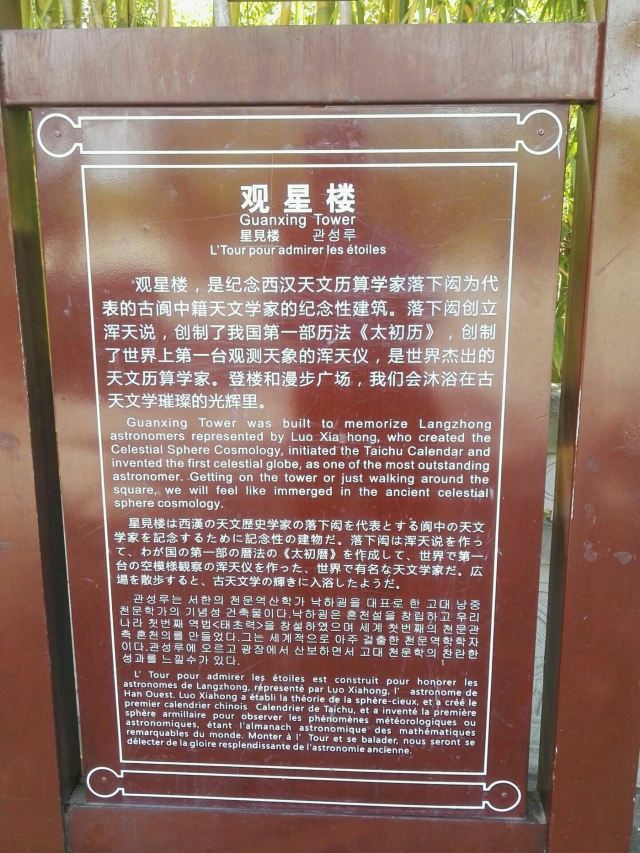 观星楼
Guanxing Tower
星見楼 관성루
L'Tour pour admirer les étoiles
观星楼，是纪念西汉天文历算学家落下闳为代
表的古阆中籍天文学家的纪念性建筑。落下闳创立
浑天说，创制了我国第一部历法《太初历》，创制
了世界上第一台观测天象的浑天仪，是世界杰出的
天文历算学家。登楼和漫步广场，我们会沐浴在古
天文学璀璨的光辉里。
Guanxing Tower was built to memorize Langzhong
astronomers represented by Luo Xia hong, who created the
Celestial Sphere Cosmology, initiated the Taichu Calendar and
invented the first celestial globe, as one of the most outstanding
astronomer. Getting on the tower or just walking around the
square, we will feel like immerged in the ancient celestial
sphere cosmology.
星見楼は西漢の天文歴史学家の落下闳を代表とする阆中の天文
学家を記念するために記念性の建物だ。落下闳は浑天说を作っ
て、わが国の第一部の暦法の《太初暦》を作成して、世界で第一
台の空模様観察の浑天仪を作った、世界で有名な天文学家だ。広
場を散歩すると、古天文学の輝きに入浴したようだ。
관성루는 서한의 천문역산학가 낙하굉을 대표로 한 고대 낭중
천문학가의 기념성 건축물이다.낙하굉은 혼천설을 창립하고 우리
나라 첫번째 역법<태초력>을 창설하였으며 세계 첫번째의 천문관
측 혼천의를 만들었다.그는 세계적으로 아주 걸출한 천문역학학자
이다.관성루에 오르고 광장에서 산보하면서 고대 천문학의 찬란한
성과를 느낄수가 있다.
L' Tour pour admirer les étoiles est construit pour honorer les
astronomes de Langzhong, répresenté par Luo Xiahong, l' astronome de
Han Ouest. Luo Xiahong a établi la théorie de la sphère-cieux, et a créé le
premier calendrier chinois Calendrier de Taichu, et a inventé la première
sphère armillaire pour observer les phénomènes météorologiques ou
astronomiques, étant l'almanach astronomique des mathématiques
remarquables du monde. Monter à l' Tour et se balader, nous seront se
délecter de la gloire resplendissante de l'astronomie ancienne.